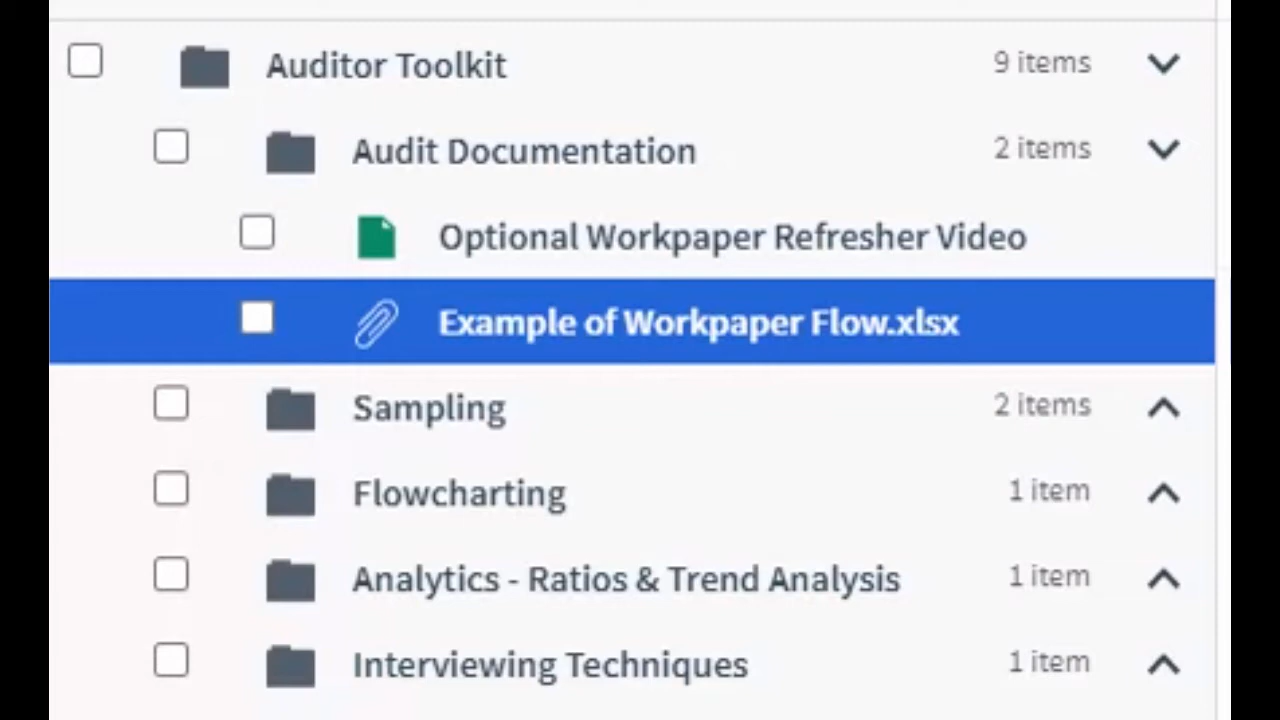 Auditor Toolkit 9 items
Audit Documentation 2 items
Optional Workpaper Refresher Video
Example of Workpaper Flow.xlsx
Sampling 2 items
Flowcharting 1 item
Analytics - Ratios & Trend Analysis 1 item
Interviewing Techniques 1 item